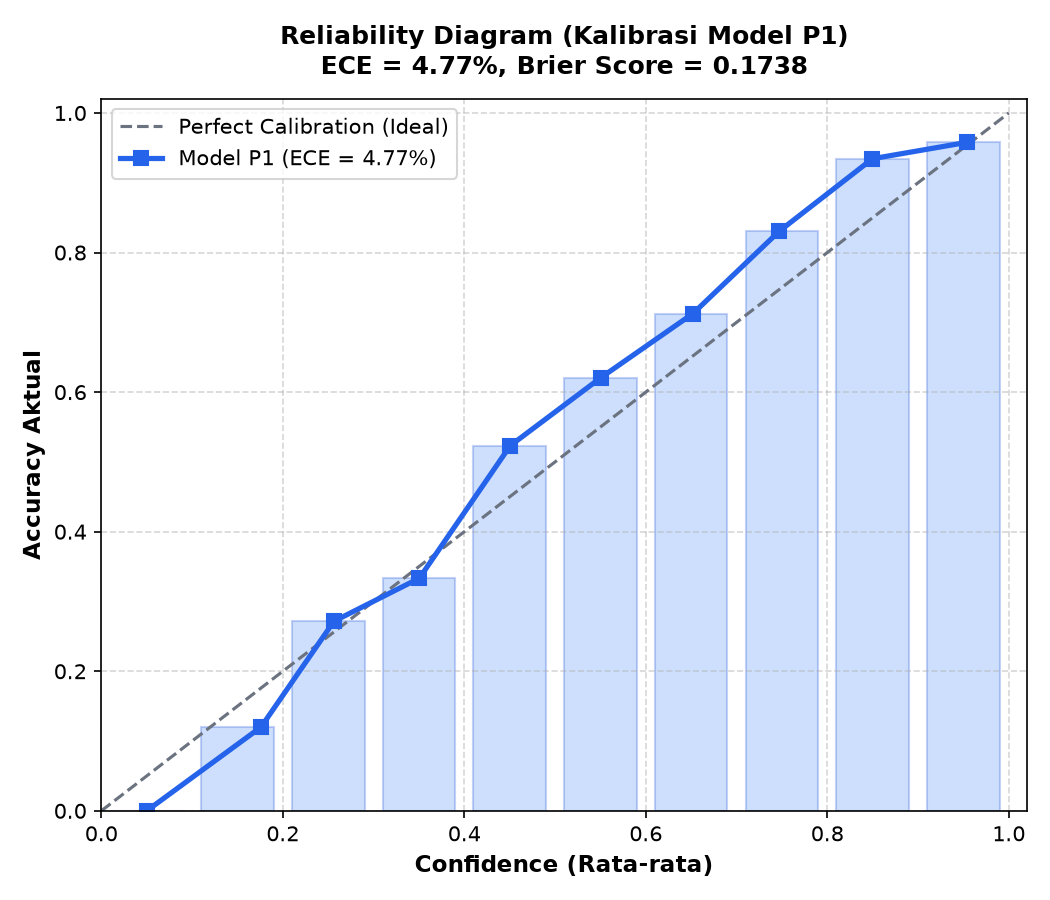 Reliability Diagram (Kalibrasi Model P1)
ECE = 4.77%, Brier Score = 0.1738
Perfect Calibration (Ideal)
Model P1 (ECE = 4.77%)
Accuracy Aktual
1.0
0.8
0.6
0.4
0.2
0.0
0.0 0.2 0.4 0.6 0.8 1.0
Confidence (Rata-rata)